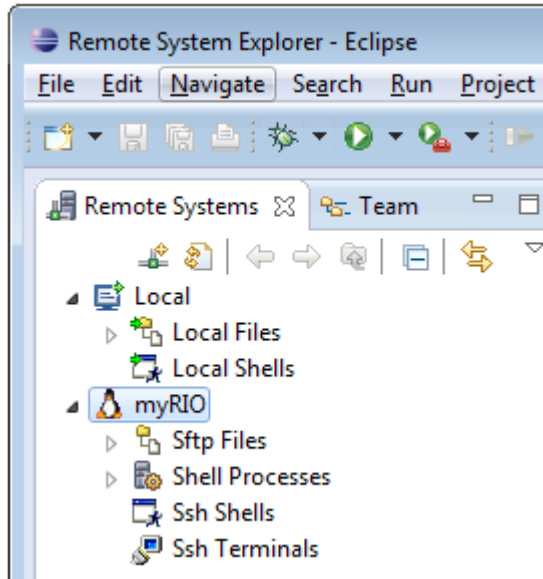 Remote System Explorer - Eclipse
File Edit Navigate Search Run Project
Remote Systems Team
Local
Local Files
Local Shells
myRIO
Sftp Files
Shell Processes
Ssh Shells
Ssh Terminals